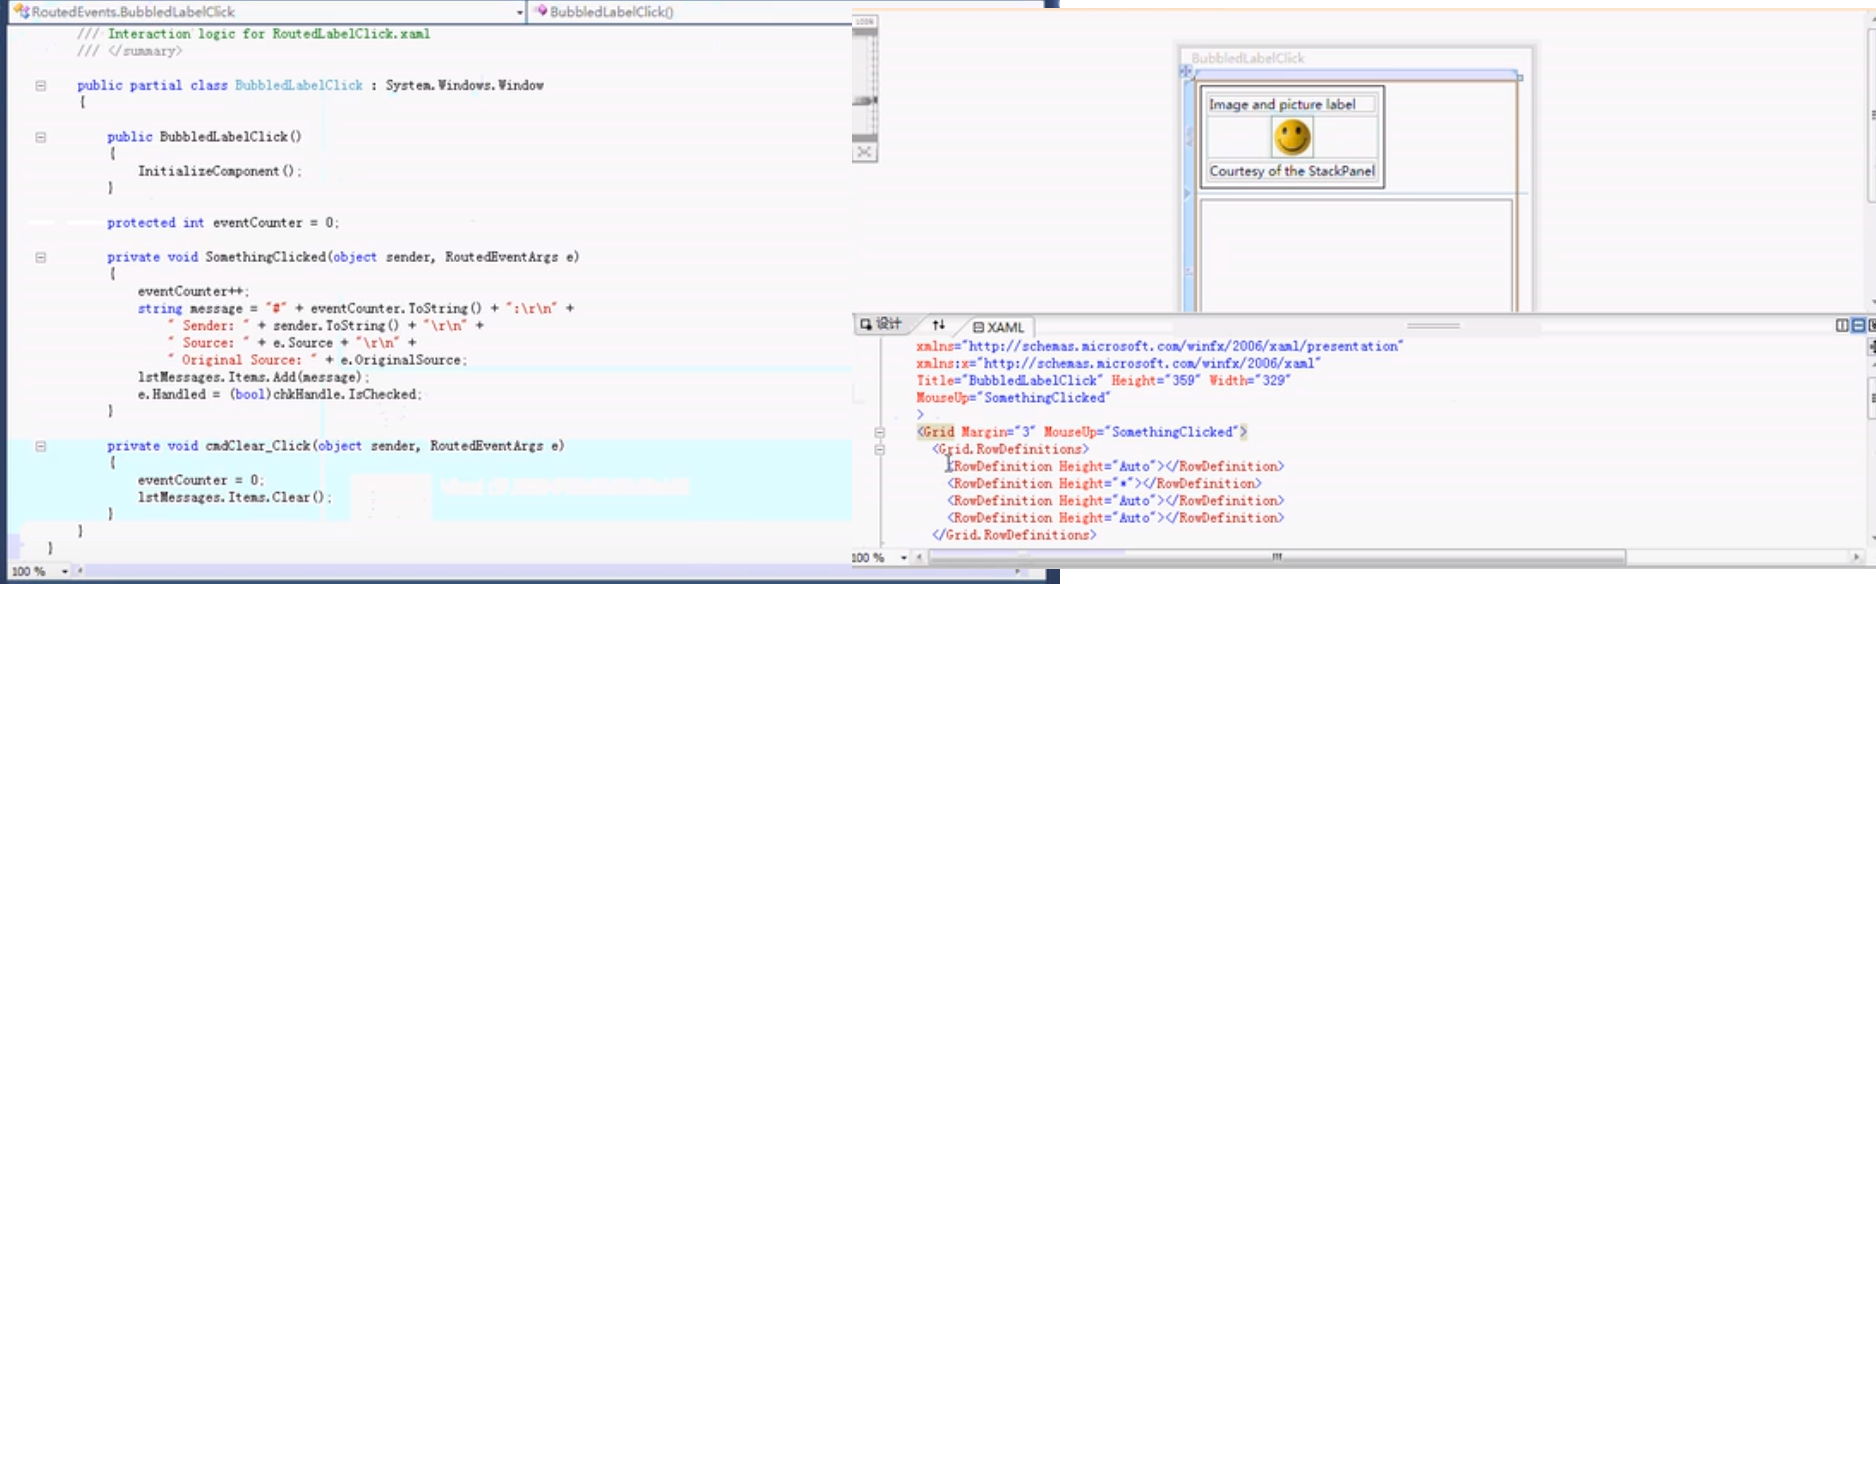 RoutedEvents.BubbledLabelClick
BubbledLabelClick()
/// Interaction logic for RoutedLabelClick.xaml
/// </summary>
public partial class BubbledLabelClick : System.Windows.Window
{
public BubbledLabelClick()
{
InitializeComponent();
}
protected int eventCounter = 0;
private void SomethingClicked(object sender, RoutedEventArgs e)
{
eventCounter++;
string message = "#" + eventCounter.ToString() + ":\r\n" +
" Sender: " + sender.ToString() + "\r\n" +
" Source: " + e.Source + "\r\n" +
" Original Source: " + e.OriginalSource;
lstMessages.Items.Add(message);
e.Handled = (bool)chkHandle.IsChecked;
}
private void cmdClear_Click(object sender, RoutedEventArgs e)
{
eventCounter = 0;
lstMessages.Items.Clear();
}
}
}
100 %
BubbledLabelClick
Image and picture label
Courtesy of the StackPanel
设计
XAML
xmlns="http://schemas.microsoft.com/winfx/2006/xaml/presentation"
xmlns:x="http://schemas.microsoft.com/winfx/2006/xaml"
Title="BubbledLabelClick" Height="359" Width="329"
MouseUp="SomethingClicked"
>
<Grid Margin="3" MouseUp="SomethingClicked">
<Grid.RowDefinitions>
<RowDefinition Height="Auto"></RowDefinition>
<RowDefinition Height="*"></RowDefinition>
<RowDefinition Height="Auto"></RowDefinition>
<RowDefinition Height="Auto"></RowDefinition>
</Grid.RowDefinitions>
100 %